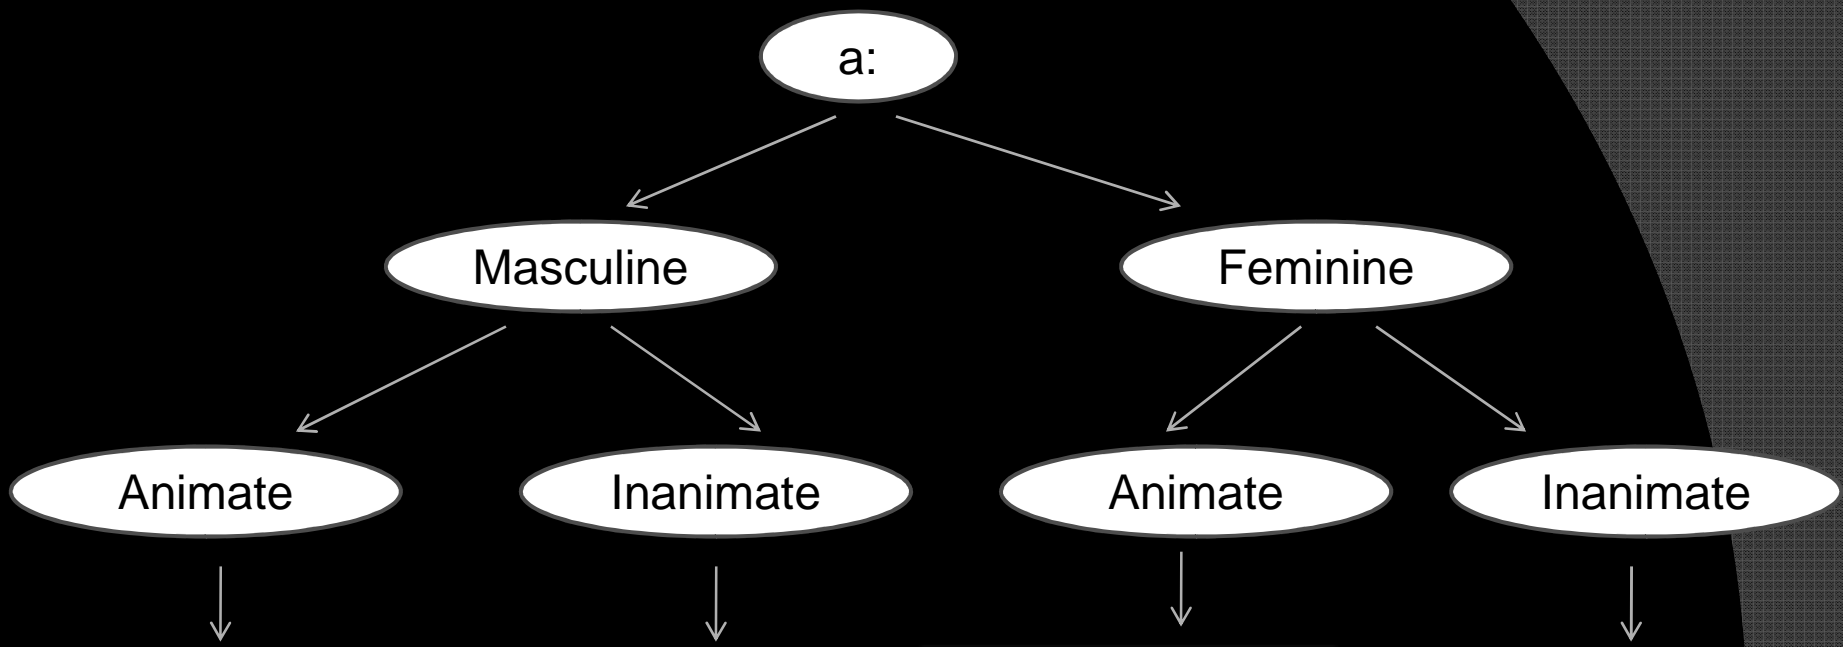 a:
Masculine
Feminine
Animate
Inanimate
Animate
Inanimate